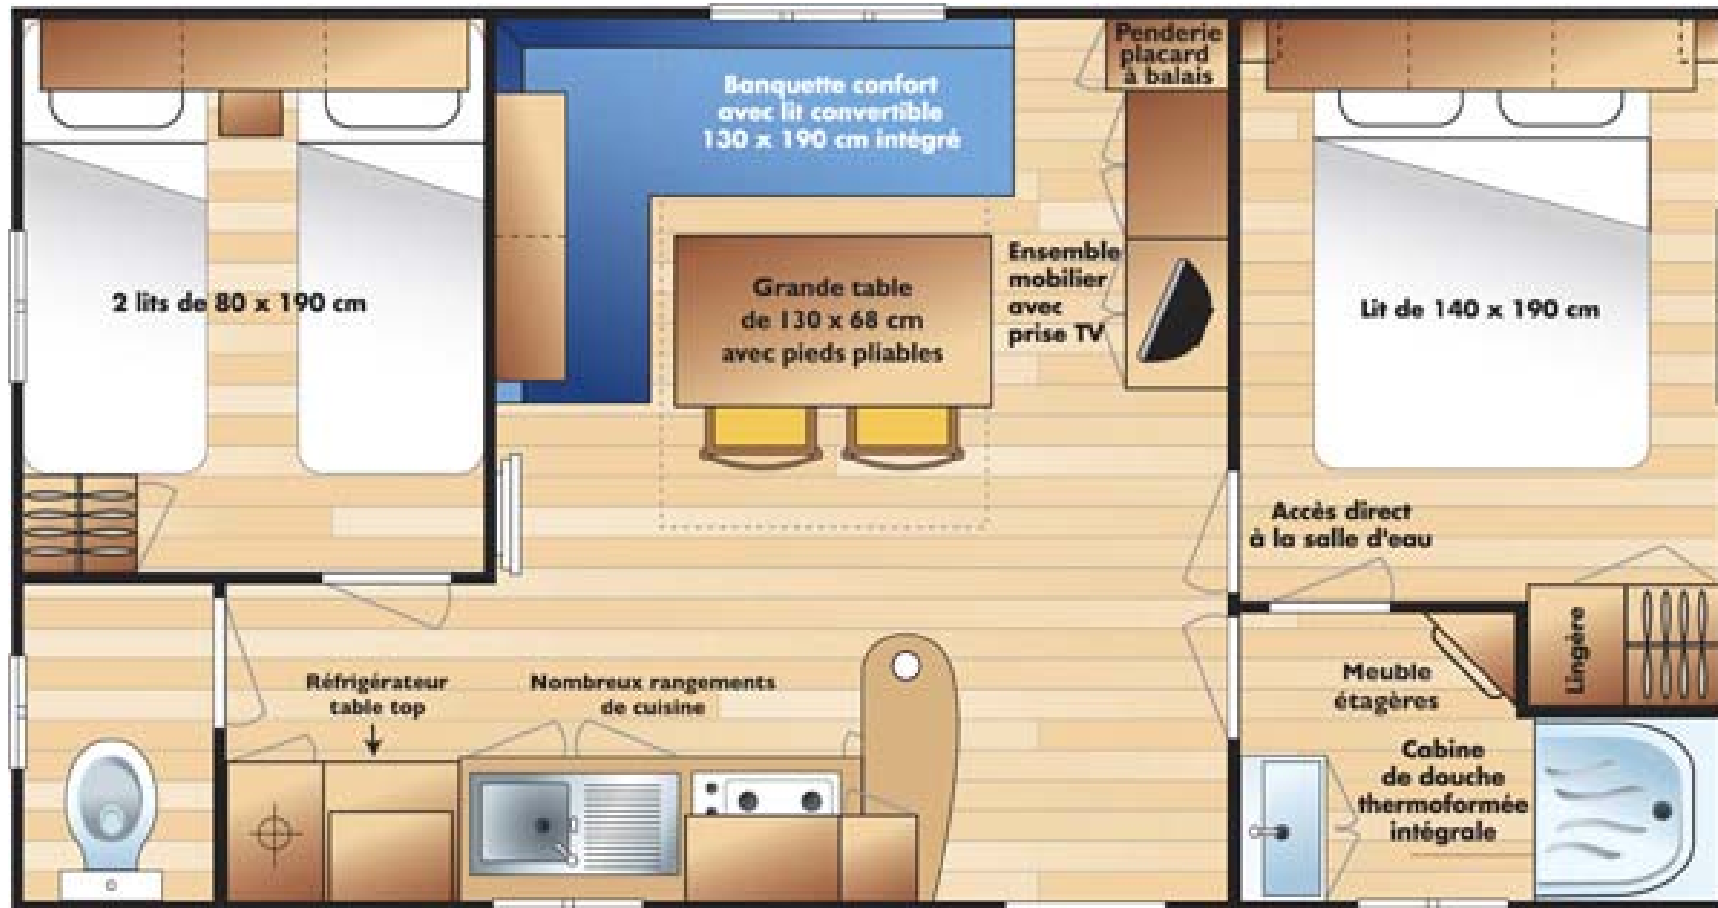 Penderie
placard
à balais
Banquette confort
avec lit convertible
130 x 190 cm intégré
2 lits de 80 x 190 cm
Grande table
de 130 x 68 cm
avec pieds pliables
Ensemble
mobilier
avec
prise TV
Lit de 140 x 190 cm
Accès direct
à la salle d'eau
Réfrigérateur
table top
Nombreux rangements
de cuisine
Meuble
étagères
Lingère
Cabine
de douche
thermoformée
intégrale